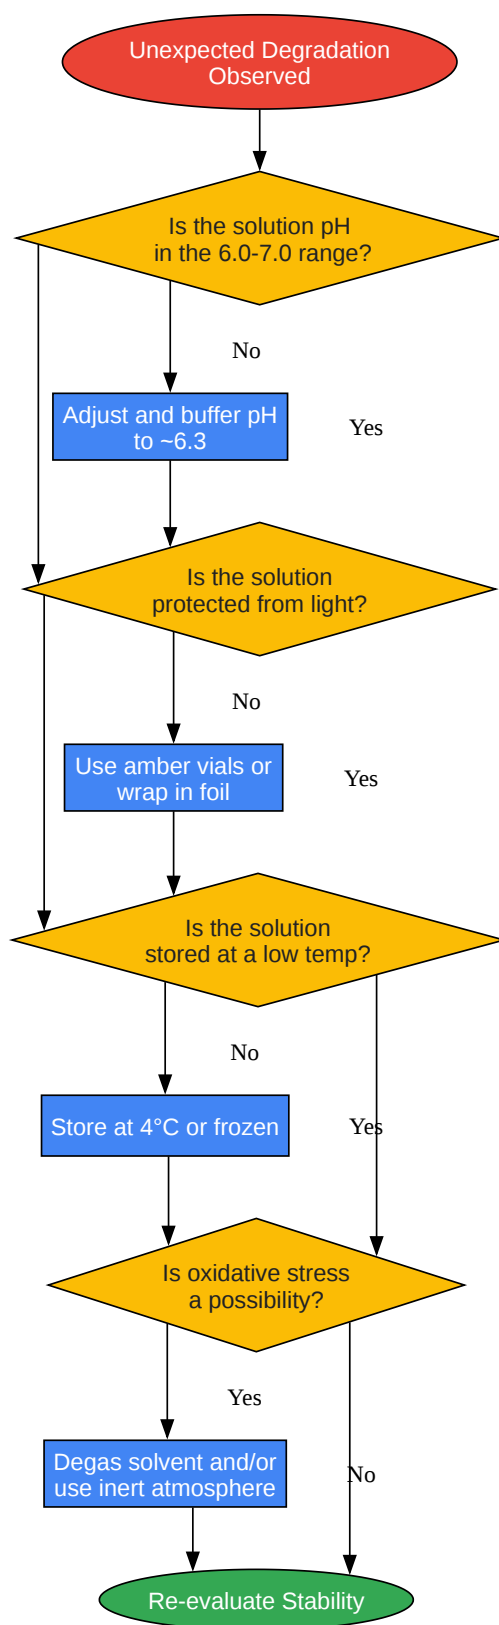 Unexpected Degradation
Observed
Is the solution pH
in the 6.0-7.0 range?
No
Adjust and buffer pH
to ~6.3
Yes
Is the solution
protected from light?
No
Use amber vials or
wrap in foil
Yes
Is the solution
stored at a low temp?
No
Store at 4°C or frozen
Yes
Is oxidative stress
a possibility?
Yes
Degas solvent and/or
use inert atmosphere
No
Re-evaluate Stability